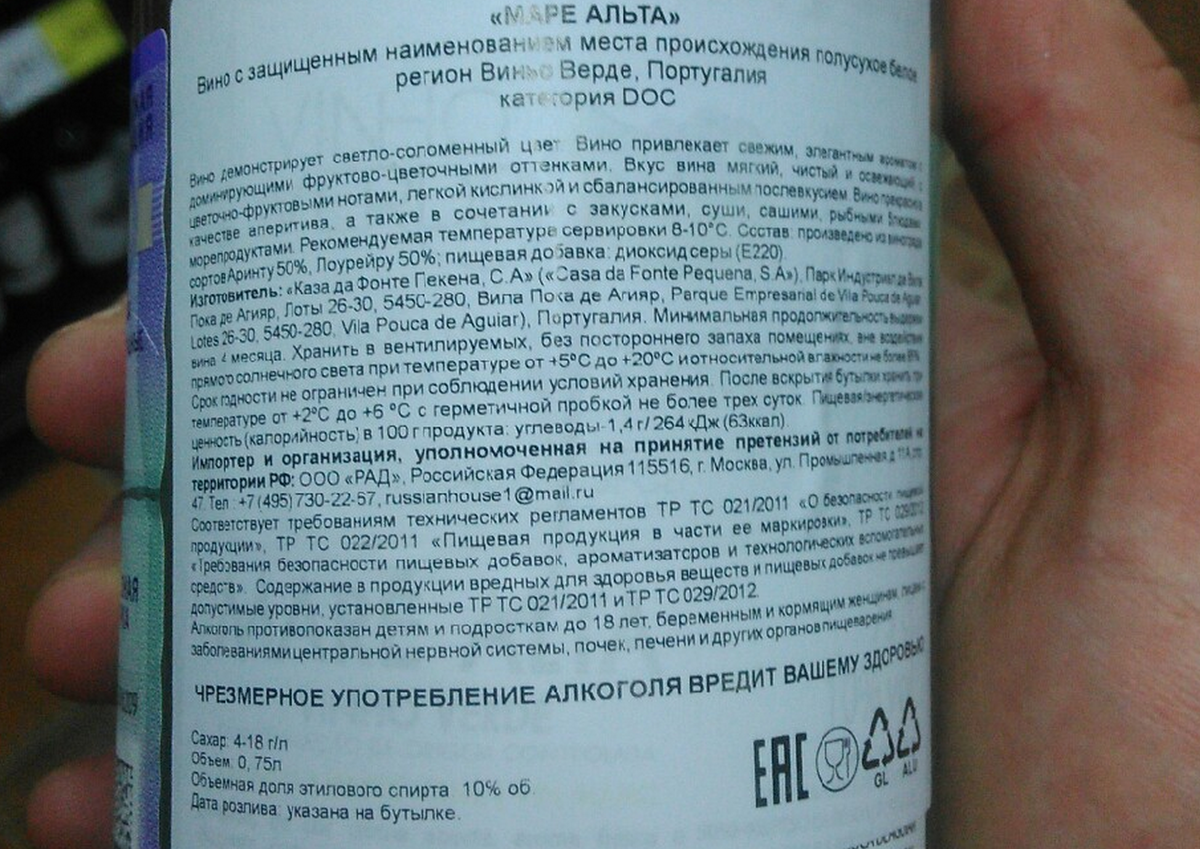 «МАРЕ АЛЬТА»
Вино с защищенным наименованием места происхождения полусухое белое
регион Винью Верде, Португалия
категория DOC
Вино демонстрирует светло-соломенный цвет. Вино привлекает свежим, элегантным ароматом с
доминирующими фруктово-цветочными оттенками. Вкус вина мягкий, чистый и освежающий, с
цветочно-фруктовыми нотами, легкой кислинкой и сбалансированным послевкусием. Вино прекрасно в
качестве аперитива, а также в сочетании с закусками, суши, сашими, рыбными блюдами,
морепродуктами. Рекомендуемая температура сервировки 8-10°С. Состав: произведено из винограда
сортов Аринту 50%, Лоурейру 50%; пищевая добавка: диоксид серы (Е220).
Изготовитель: «Каза да Фонте Пекена, С.А» («Casa da Fonte Pequena, S.A»), Парк Индустриал де Вила
Пока де Агияр, Лоты 26-30, 5450-280, Вила Пока де Агияр, Parque Empresarial de Vila Pouca de Aguiar,
Lotes 26-30, 5450-280, Vila Pouca de Aguiar), Португалия. Минимальная продолжительность выдержки
вина 4 месяца. Хранить в вентилируемых, без постороннего запаха помещениях, вне воздействия
прямого солнечного света при температуре от +5°С до +20°С и относительной влажности не более 85%.
Срок годности не ограничен при соблюдении условий хранения. После вскрытия бутылки хранить при
температуре от +2°С до +6 °С с герметичной пробкой не более трех суток. Пищевая/энергетическая
ценность (калорийность) в 100 г продукта: углеводы-1,4 г/ 264 кДж (63ккал).
Импортер и организация, уполномоченная на принятие претензий от потребителей на
территории РФ: ООО «РАД», Российская Федерация 115516, г. Москва, ул. Промышленная д 11А стр.
47. Тел.: +7 (495) 730-22-57, russianhouse1@mail.ru
Соответствует требованиям технических регламентов ТР ТС 021/2011 «О безопасности пищевой
продукции», ТР ТС 022/2011 «Пищевая продукция в части ее маркировки», ТР ТС 029/2012
«Требования безопасности пищевых добавок, ароматизаторов и технологических вспомогательных
средств». Содержание в продукции вредных для здоровья веществ и пищевых добавок не превышает
допустимые уровни, установленные ТР ТС 021/2011 и ТР ТС 029/2012.
Алкоголь противопоказан детям и подросткам до 18 лет, беременным и кормящим женщинам, лицам с
заболеваниями центральной нервной системы, почек, печени и других органов пищеварения.
ЧРЕЗМЕРНОЕ УПОТРЕБЛЕНИЕ АЛКОГОЛЯ ВРЕДИТ ВАШЕМУ ЗДОРОВЬЮ
Сахар: 4-18 г/л
Объем: 0, 75л
Объемная доля этилового спирта 10% об.
Дата розлива: указана на бутылке.
ЕАС
GL
ALU